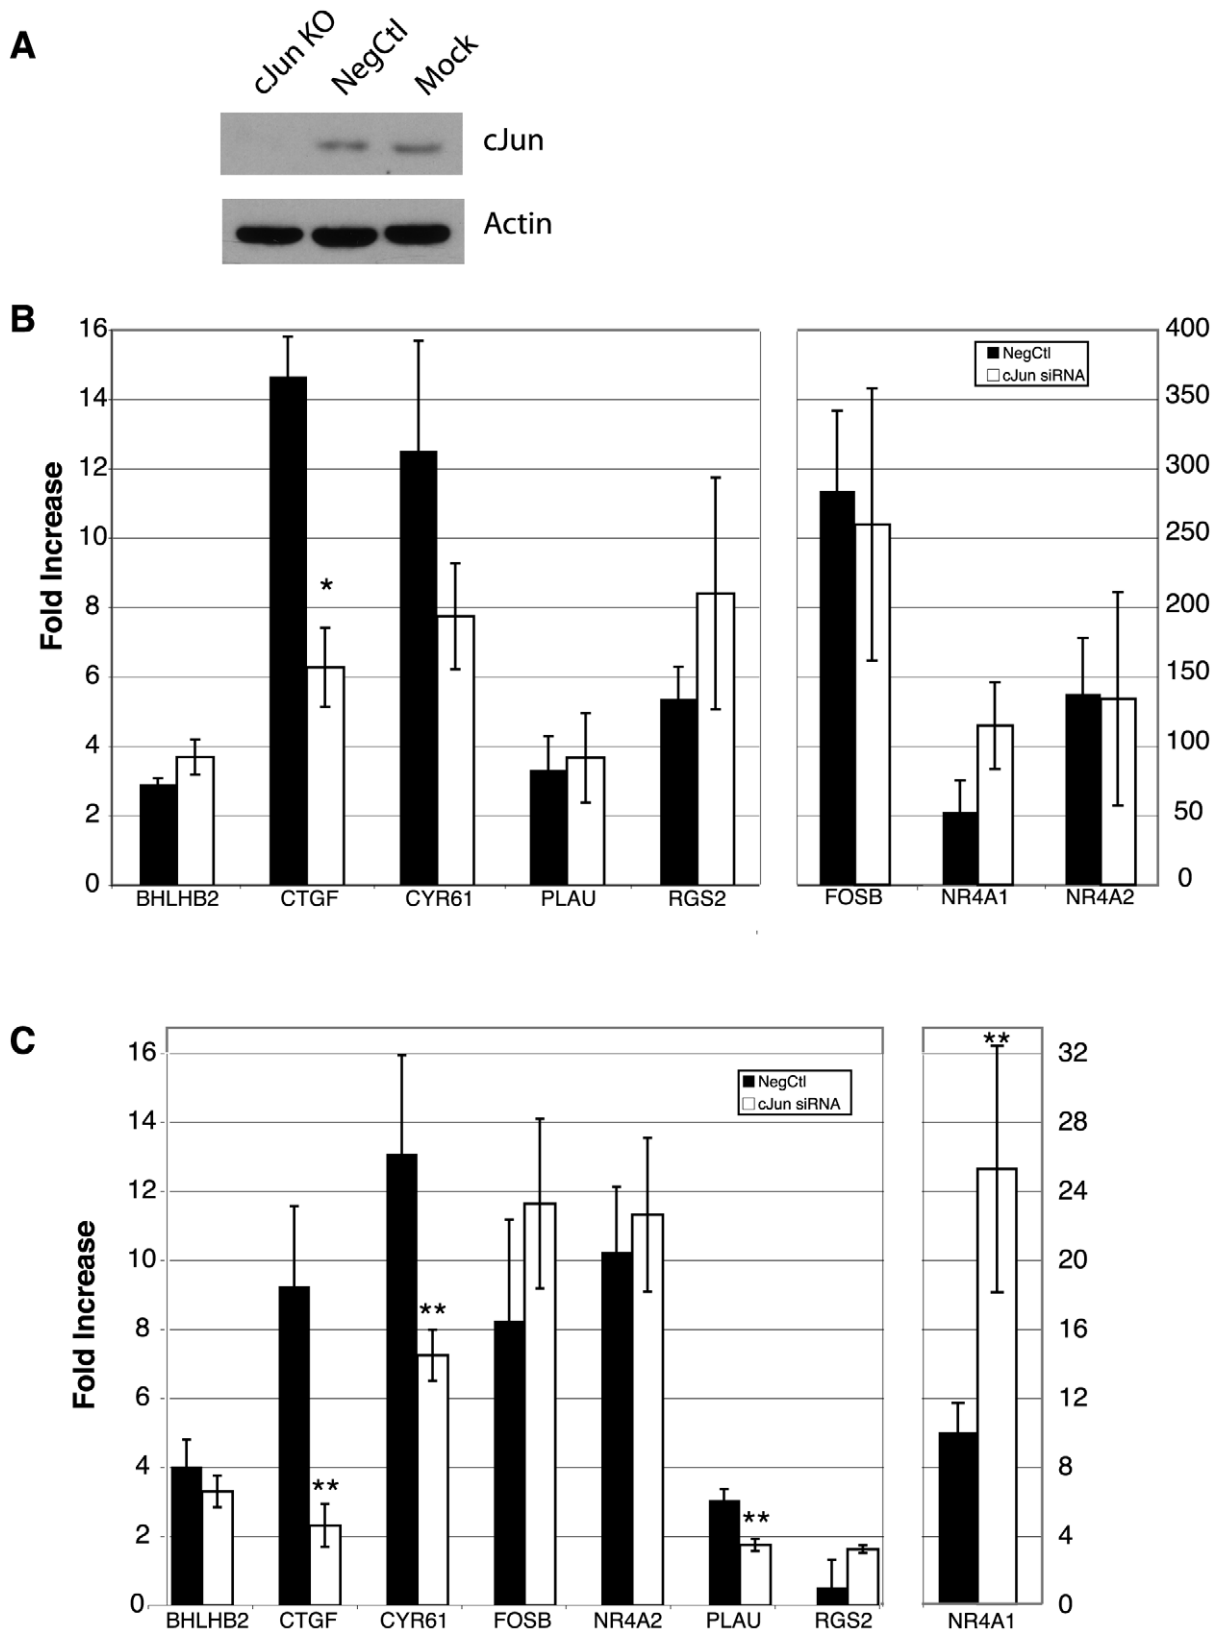 A
cJun KO NegCtl Mock
cJun
Actin
B
Fold Increase
16
14
12
10
8
6
4
2
0
*
BHLHB2 CTGF CYR61 PLAU RGS2
NegCtl
cJun siRNA
400
350
300
250
200
150
100
50
0
FOSB NR4A1 NR4A2
C
Fold Increase
16
14
12
10
8
6
4
2
0
NegCtl
cJun siRNA
**
**
**
BHLHB2 CTGF CYR61 FOSB NR4A2 PLAU RGS2
**
32
28
24
20
16
12
8
4
0
NR4A1